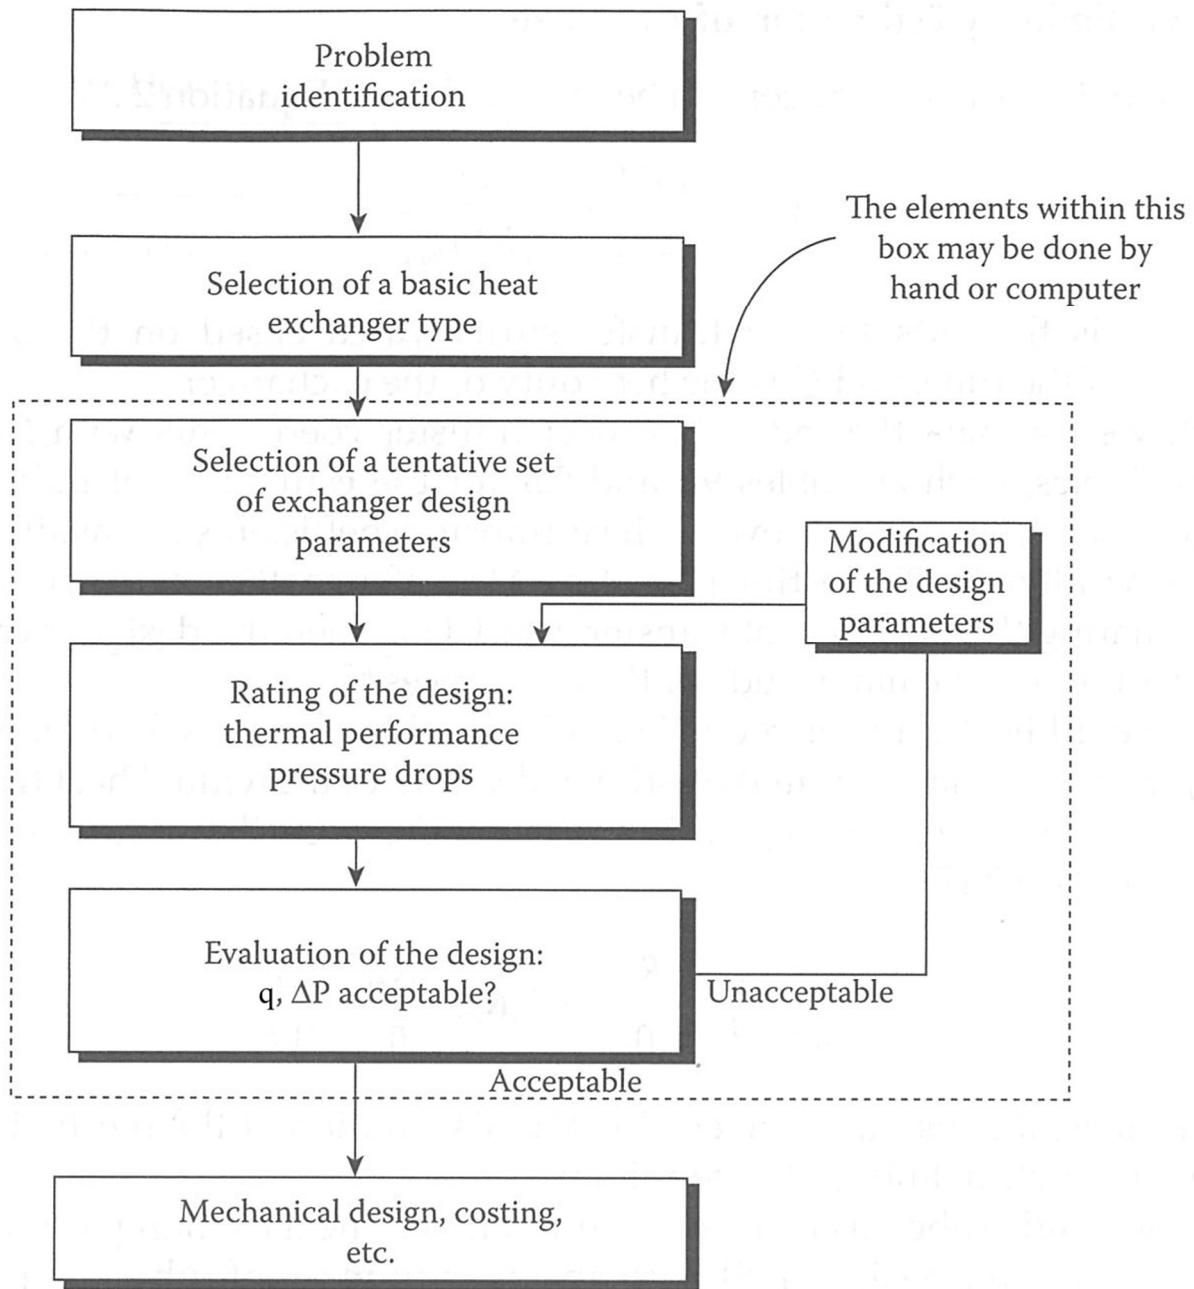 Problem
identification
The elements within this
box may be done by
hand or computer
Selection of a basic heat
exchanger type
Selection of a tentative set
of exchanger design
parameters
Modification
of the design
parameters
Rating of the design:
thermal performance
pressure drops
Evaluation of the design:
q, ΔP acceptable?
Unacceptable
Acceptable
Mechanical design, costing,
etc.